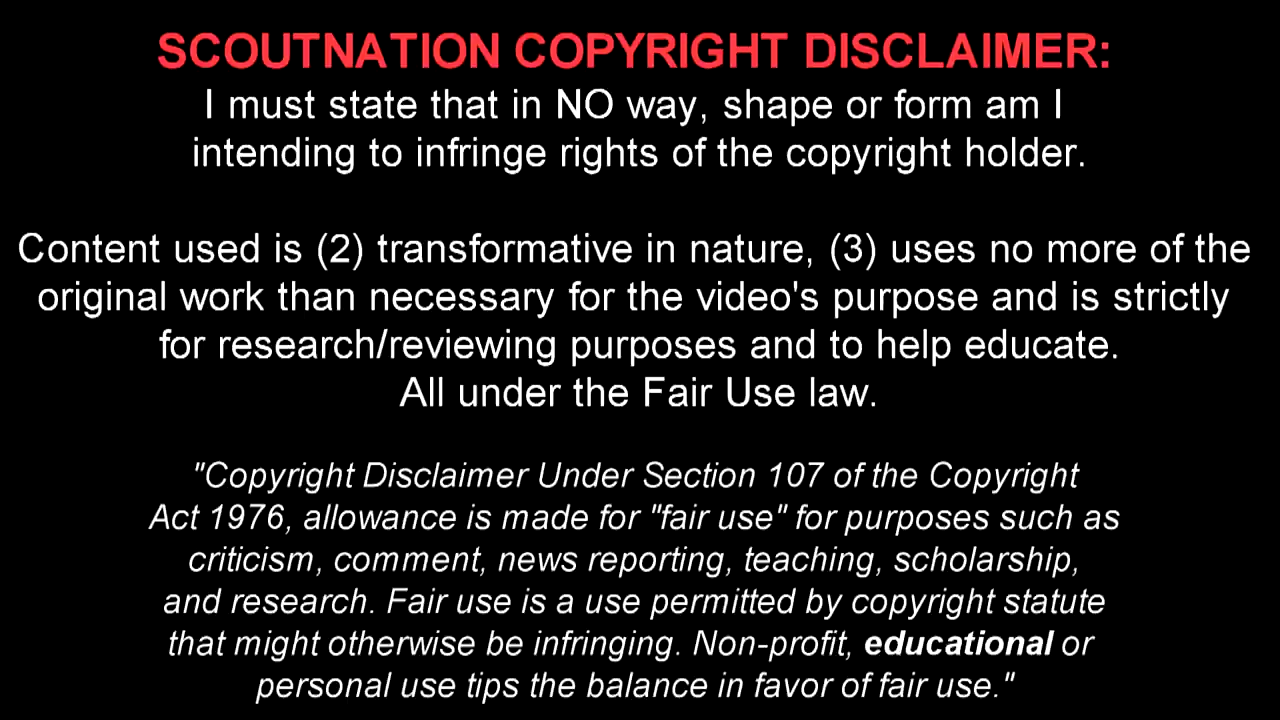 SCOUTNATION COPYRIGHT DISCLAIMER:
I must state that in NO way, shape or form am I
intending to infringe rights of the copyright holder.
Content used is (2) transformative in nature, (3) uses no more of the
original work than necessary for the video's purpose and is strictly
for research/reviewing purposes and to help educate.
All under the Fair Use law.
"Copyright Disclaimer Under Section 107 of the Copyright
Act 1976, allowance is made for "fair use" for purposes such as
criticism, comment, news reporting, teaching, scholarship,
and research. Fair use is a use permitted by copyright statute
that might otherwise be infringing. Non-profit, educational or
personal use tips the balance in favor of fair use."